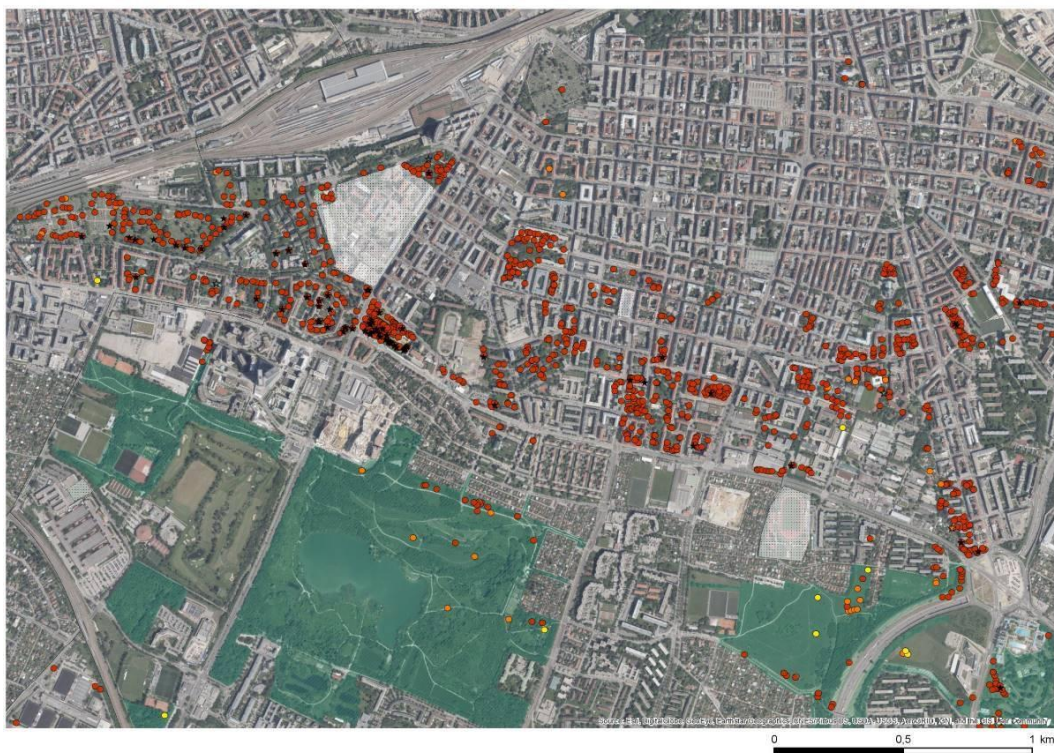 Source: Esri, DigitalGlobe, GeoEye, Earthstar Geographics, CNES/Airbus DS, USDA, USGS, AeroGRID, IGN, and the GIS User Community
0 0,5 1 km